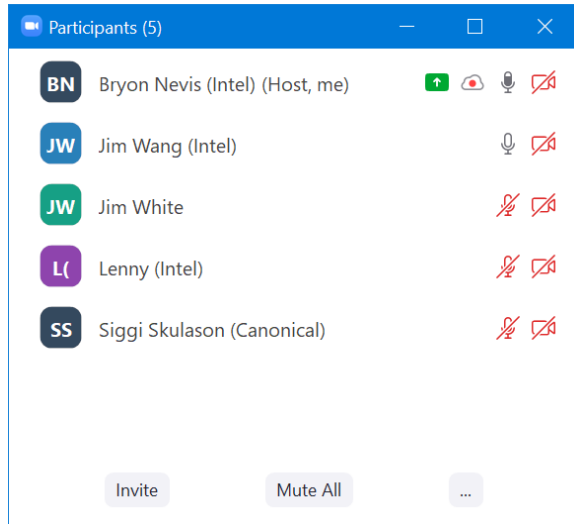 Participants (5)
BN Bryon Nevis (Intel) (Host, me)
JW Jim Wang (Intel)
JW Jim White
L( Lenny (Intel)
SS Siggi Skulason (Canonical)
Invite Mute All ...